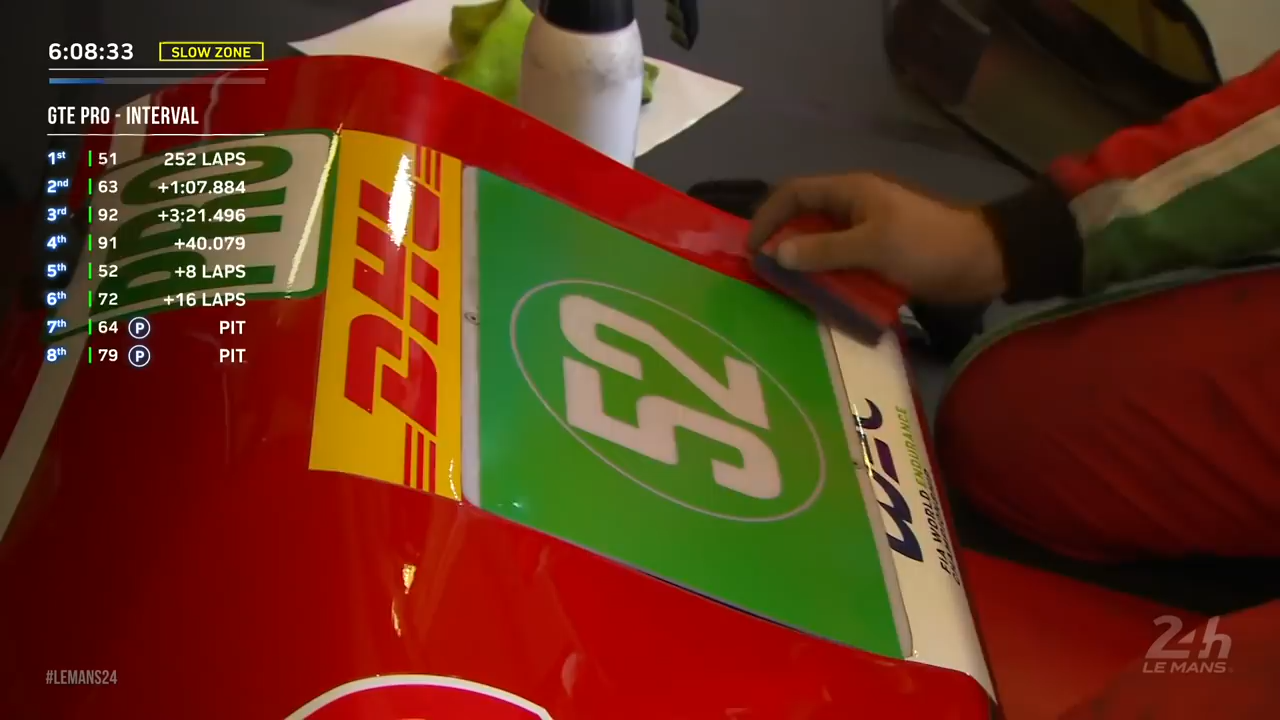 6:08:33 SLOW ZONE
GTE PRO - INTERVAL
1st 51 252 LAPS
2nd 63 +1:07.884
3rd 92 +3:21.496
4th 91 +40.079
5th 52 +8 LAPS
6th 72 +16 LAPS
7th 64 P PIT
8th 79 P PIT
PRO
DHL
52
WEC
FIA WORLD ENDURANCE
#LEMANS24
24h
LE MANS